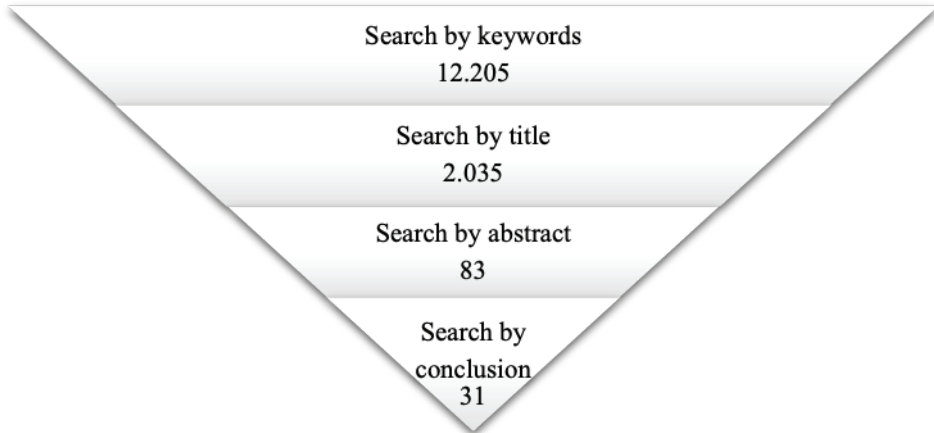 Search by keywords
12.205
Search by title
2.035
Search by abstract
83
Search by
conclusion
31